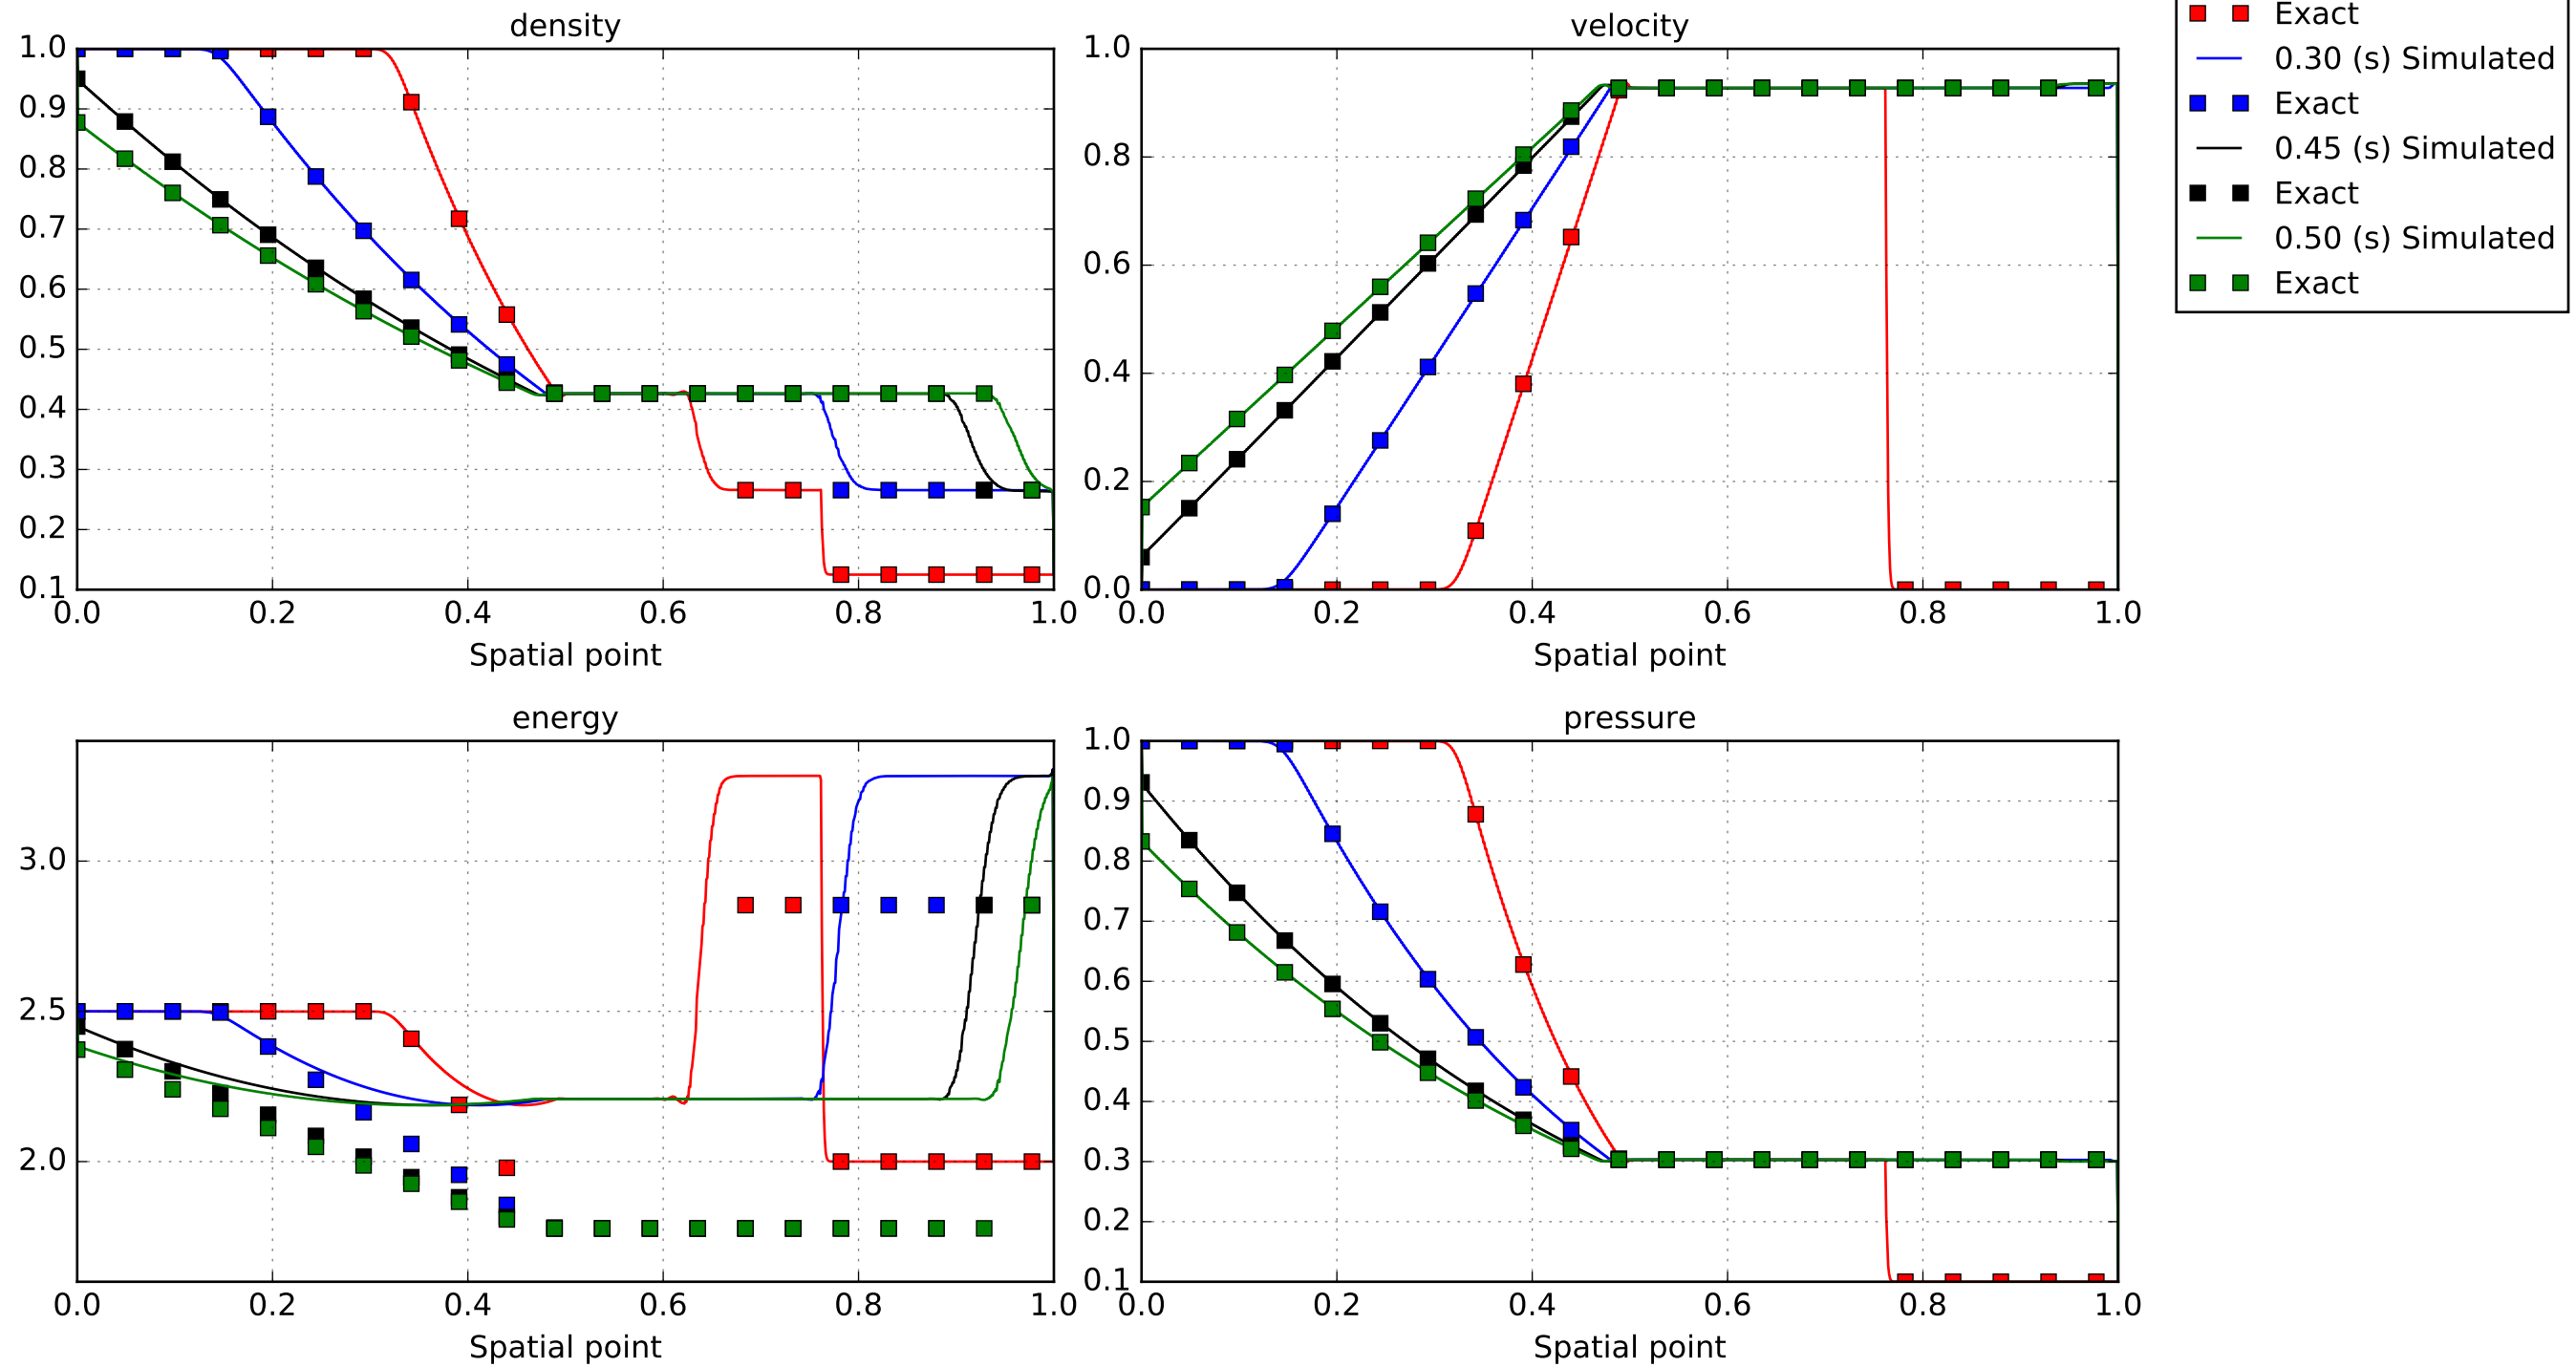 density
1.0
0.9
0.8
0.7
0.6
0.5
0.4
0.3
0.2
0.1
0.0 0.2 0.4 0.6 0.8 1.0
Spatial point
velocity
1.0
0.8
0.6
0.4
0.2
0.0
0.0 0.2 0.4 0.6 0.8 1.0
Spatial point
Exact
0.30 (s) Simulated
Exact
0.45 (s) Simulated
Exact
0.50 (s) Simulated
Exact
energy
3.0
2.5
2.0
0.0 0.2 0.4 0.6 0.8 1.0
Spatial point
pressure
1.0
0.9
0.8
0.7
0.6
0.5
0.4
0.3
0.2
0.1
0.0 0.2 0.4 0.6 0.8 1.0
Spatial point